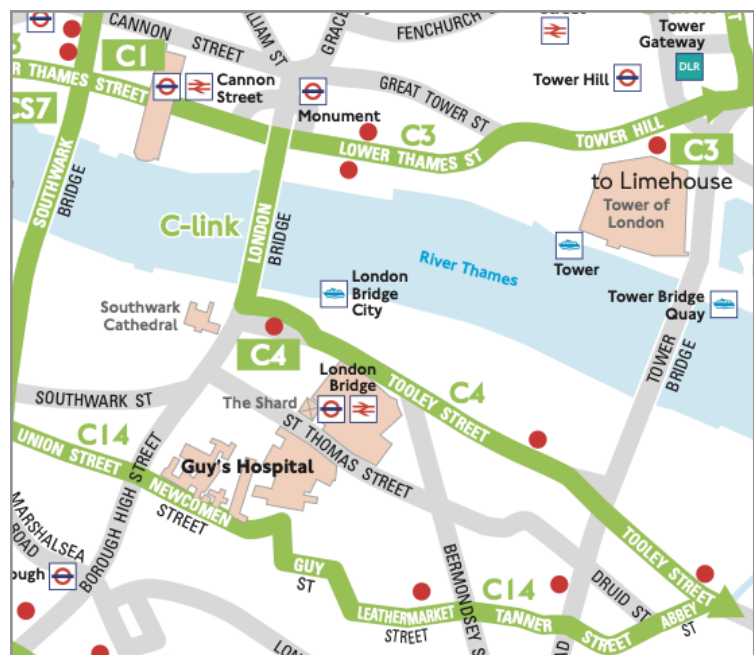 CANNON
STREET
C1
Cannon
Street
Monument
FENCHURCH
GREAT TOWER ST
Tower
Gateway
DLR
Tower Hill
TOWER HILL
C3
LOWER THAMES ST
C3
to Limehouse
Tower of
London
R THAMES STREET
CS7
SOUTHWARK
BRIDGE
C-link
LONDON
BRIDGE
River Thames
Tower
London
Bridge
City
Tower Bridge
Quay
TOWER
BRIDGE
Southwark
Cathedral
C4
London
Bridge
The Shard
C4
TOOLEY STREET
SOUTHWARK ST
C14
UNION STREET
Guy's Hospital
ST THOMAS STREET
NEWCOMEN
STREET
BOROUGH HIGH STREET
MARSHALSEA
ROAD
ough
GUY
ST
BERMONDSEY S
LEATHERMARKET
STREET
C14
TANNER
STREET
DRUID ST
TOOLEY STREET
ABBEY
ST